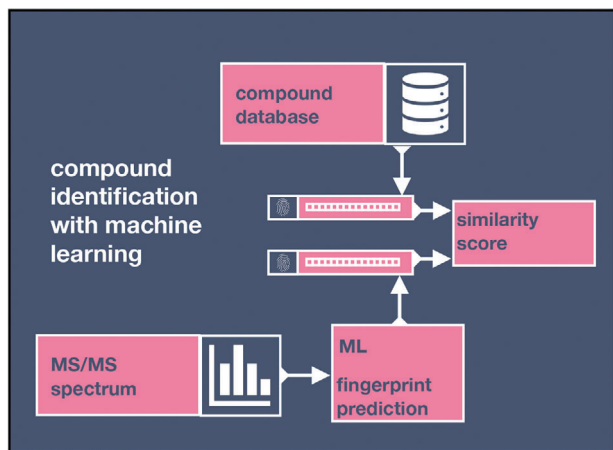 compound
database
compound
identification
with machine
learning
similarity
score
MS/MS
spectrum
ML
fingerprint
prediction